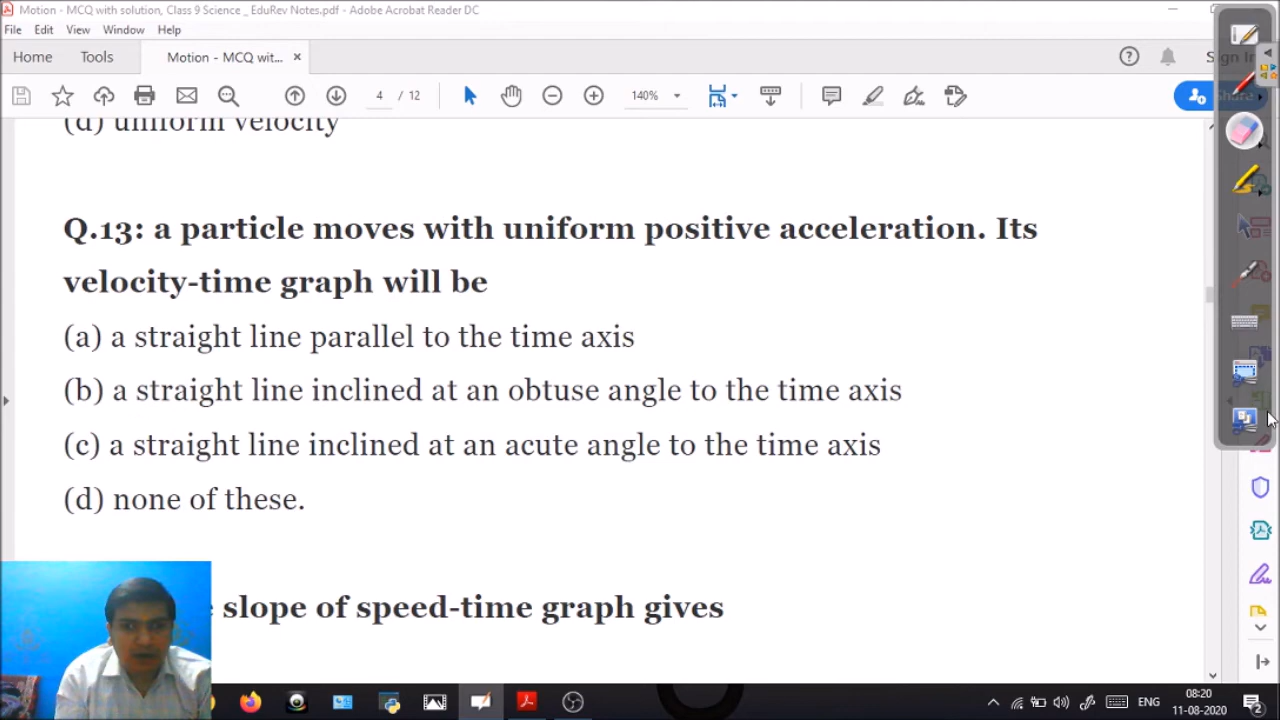 Motion - MCQ with solution, Class 9 Science _ EduRev Notes.pdf - Adobe Acrobat Reader DC
File Edit View Window Help
Home Tools Motion - MCQ wit... × Sign In
4 / 12 140% Share
(d) uniform velocity
Q.13: a particle moves with uniform positive acceleration. Its
velocity-time graph will be
(a) a straight line parallel to the time axis
(b) a straight line inclined at an obtuse angle to the time axis
(c) a straight line inclined at an acute angle to the time axis
(d) none of these.
slope of speed-time graph gives
ENG 08:20
11-08-2020 2